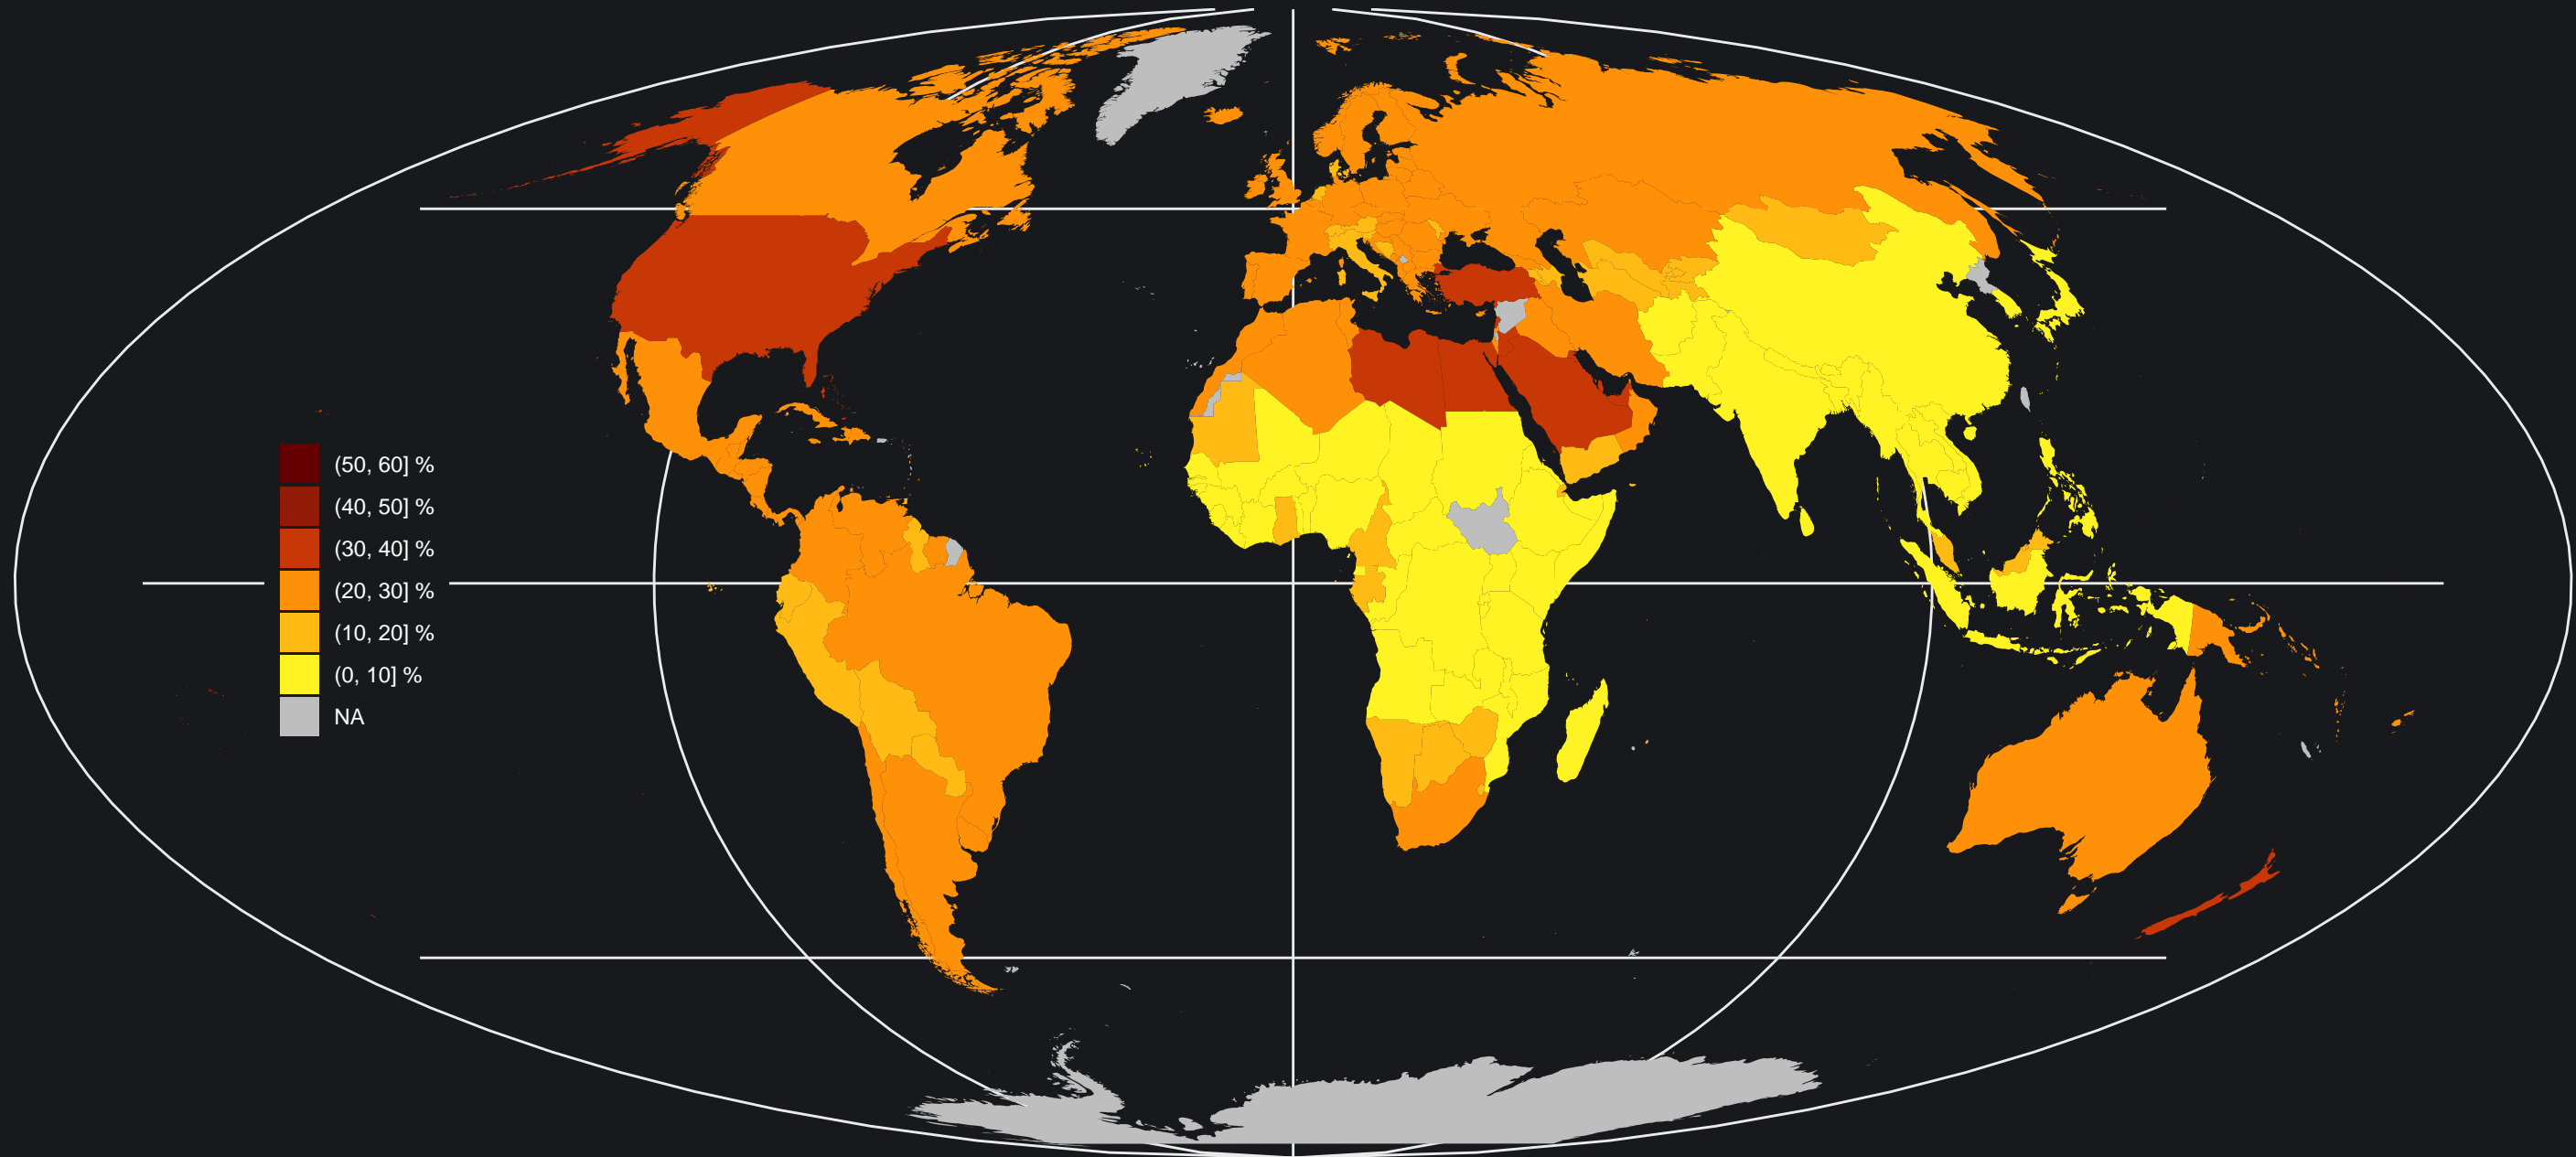 (50, 60] %
(40, 50] %
(30, 40] %
(20, 30] %
(10, 20] %
(0, 10] %
NA